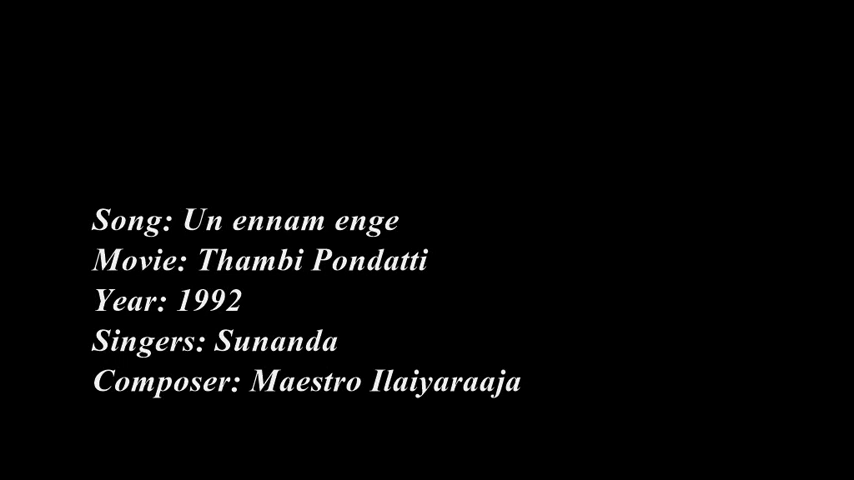 Song: Un ennam enge
Movie: Thambi Pondatti
Year: 1992
Singers: Sunanda
Composer: Maestro Ilaiyaraaja